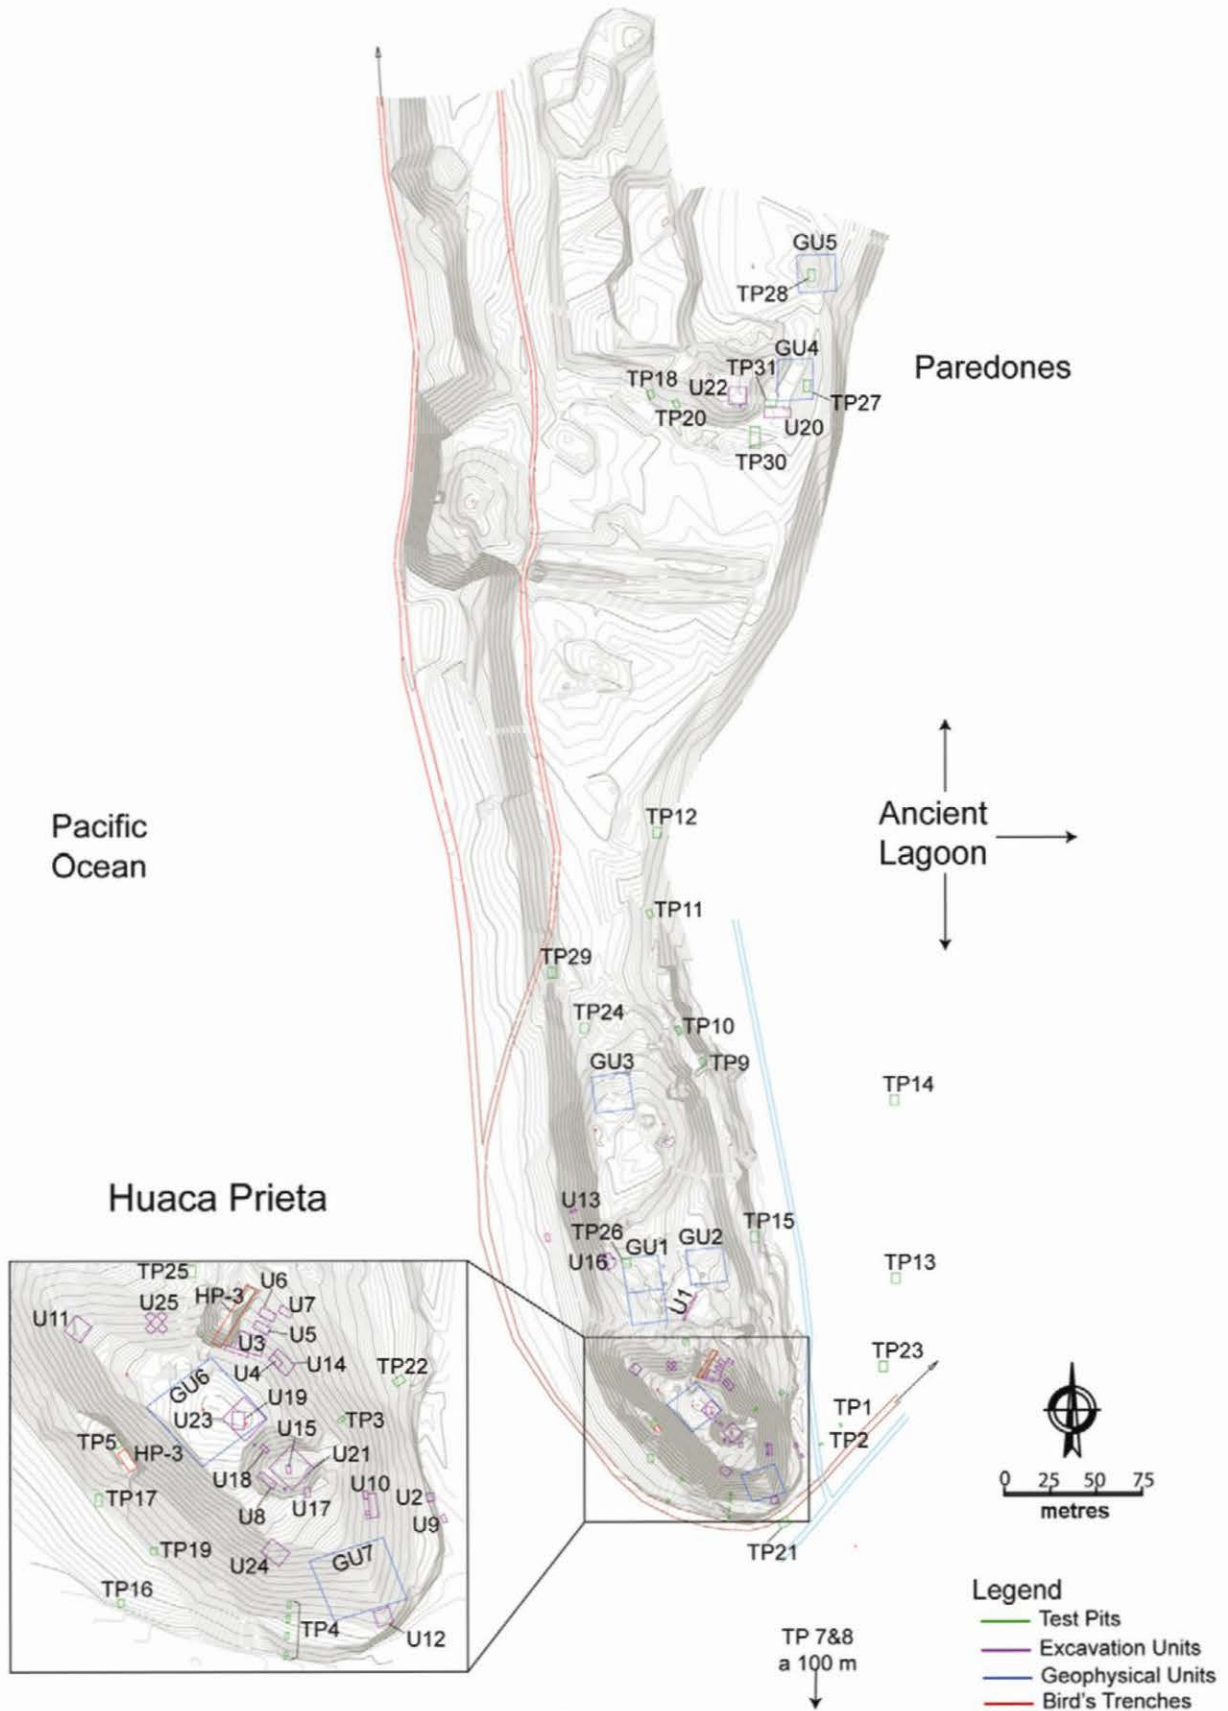 GU5
TP28
GU4
TP31
TP18
U22
TP27
TP20
U20
TP30
Paredones
Pacific
Ocean
Ancient
Lagoon
TP12
TP11
TP29
TP24
TP10
TP9
GU3
TP14
Huaca Prieta
U13
TP26
U16
GU1
GU2
TP15
TP13
U1
TP23
TP1
TP2
TP21
TP25
U6
HP-3
U7
U25
U11
U3
U5
U4
U14
TP22
GU6
U19
U23
TP3
U15
TP5
HP-3
U21
U18
U10
U2
TP17
U8
U17
U9
TP19
U24
GU7
TP16
TP4
U12
0 25 50 75
metres
TP 7&8
a 100 m
Legend
Test Pits
Excavation Units
Geophysical Units
Bird's Trenches